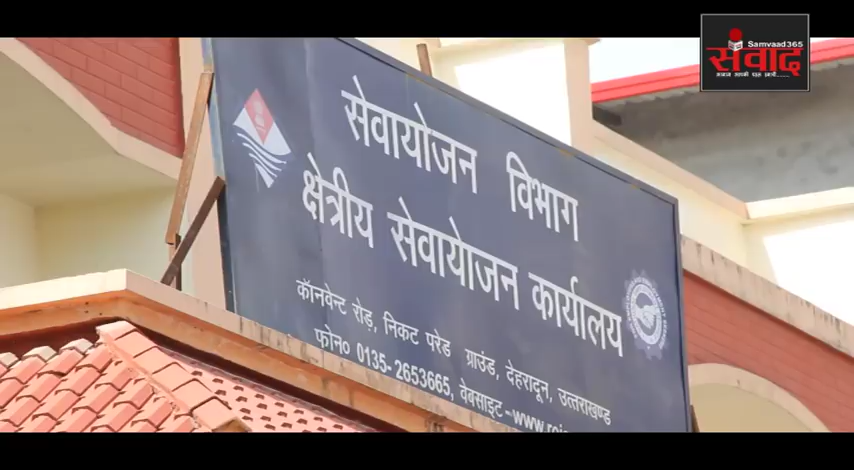 Samvaad365
संवाद
सेवायोजन विभाग
क्षेत्रीय सेवायोजन कार्यालय
कॉनवेन्ट रोड़, निकट परेड ग्राउंड, देहरादून, उत्तराखण्ड
फोन० 0135-2653665, वेबसाइट-www.